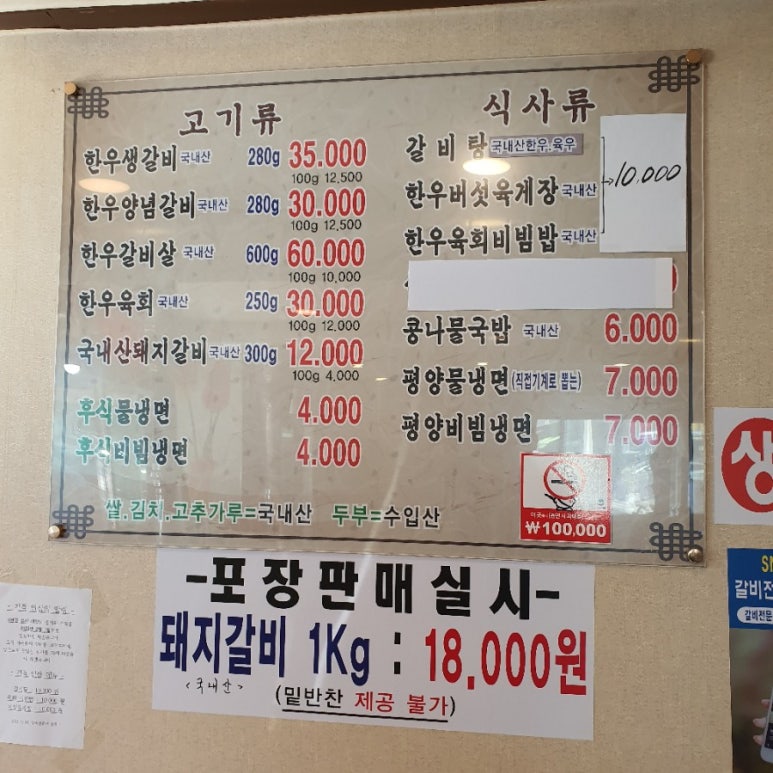 고기류
한우생갈비 국내산 280g 35.000
100g 12,500
한우양념갈비 국내산 280g 30.000
100g 12,500
한우갈비살 국내산 600g 60.000
100g 10,000
한우육회 국내산 250g 30.000
100g 12,000
국내산돼지갈비 국내산 300g 12.000
100g 4,000
후식물냉면 4.000
후식비빔냉면 4.000
식사류
갈비탕 국내산한우.육우
한우버섯육계장 국내산 10,000
한우육회비빔밥 국내산
콩나물국밥 국내산 6.000
평양물냉면(직접기계로 뽑는) 7.000
평양비빔냉면 7.000
쌀.김치.고추가루=국내산 두부=수입산
₩100,000
-포장판매실시-
돼지갈비 1Kg : 18,000원
<국내산>
(밑반찬 제공 불가)
생
갈비전
갈비전문